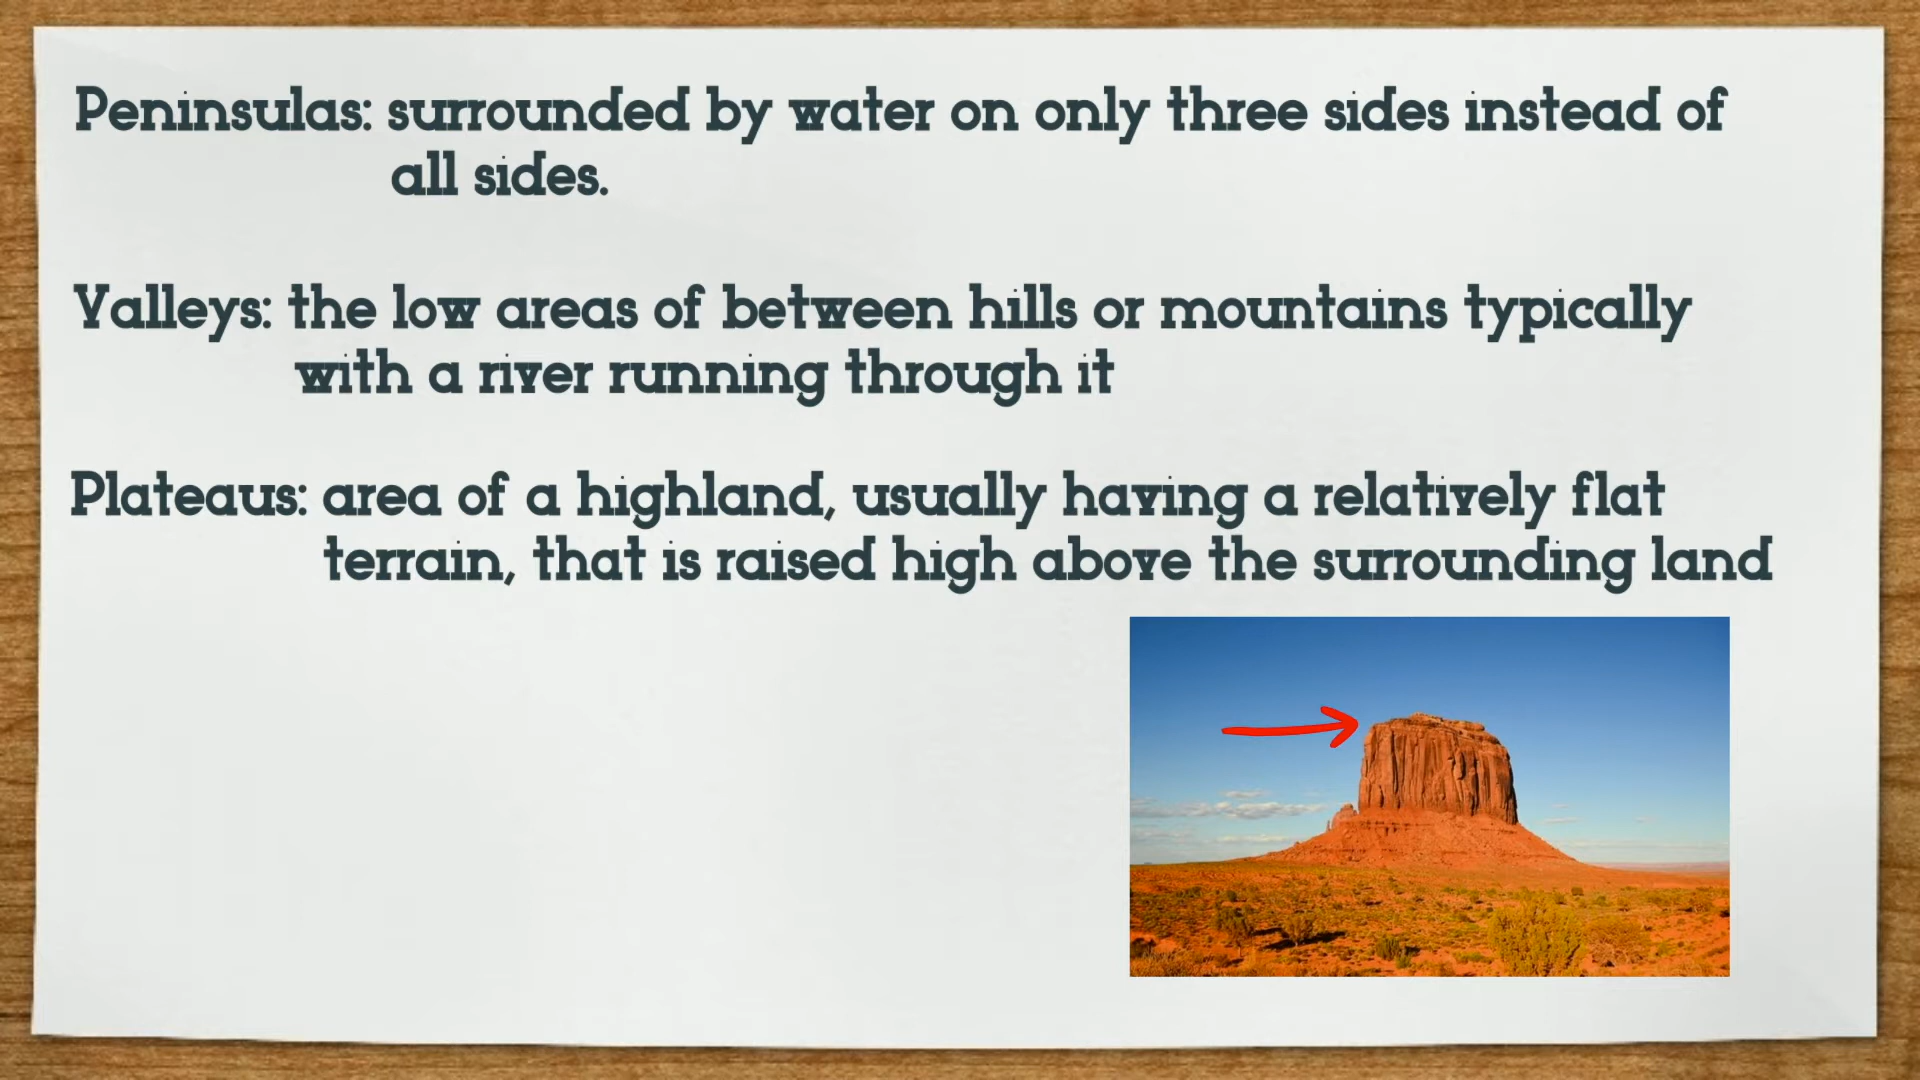 Peninsulas: surrounded by water on only three sides instead of
all sides.
Valleys: the low areas of between hills or mountains typically
with a river running through it
Plateaus: area of a highland, usually having a relatively flat
terrain, that is raised high above the surrounding land